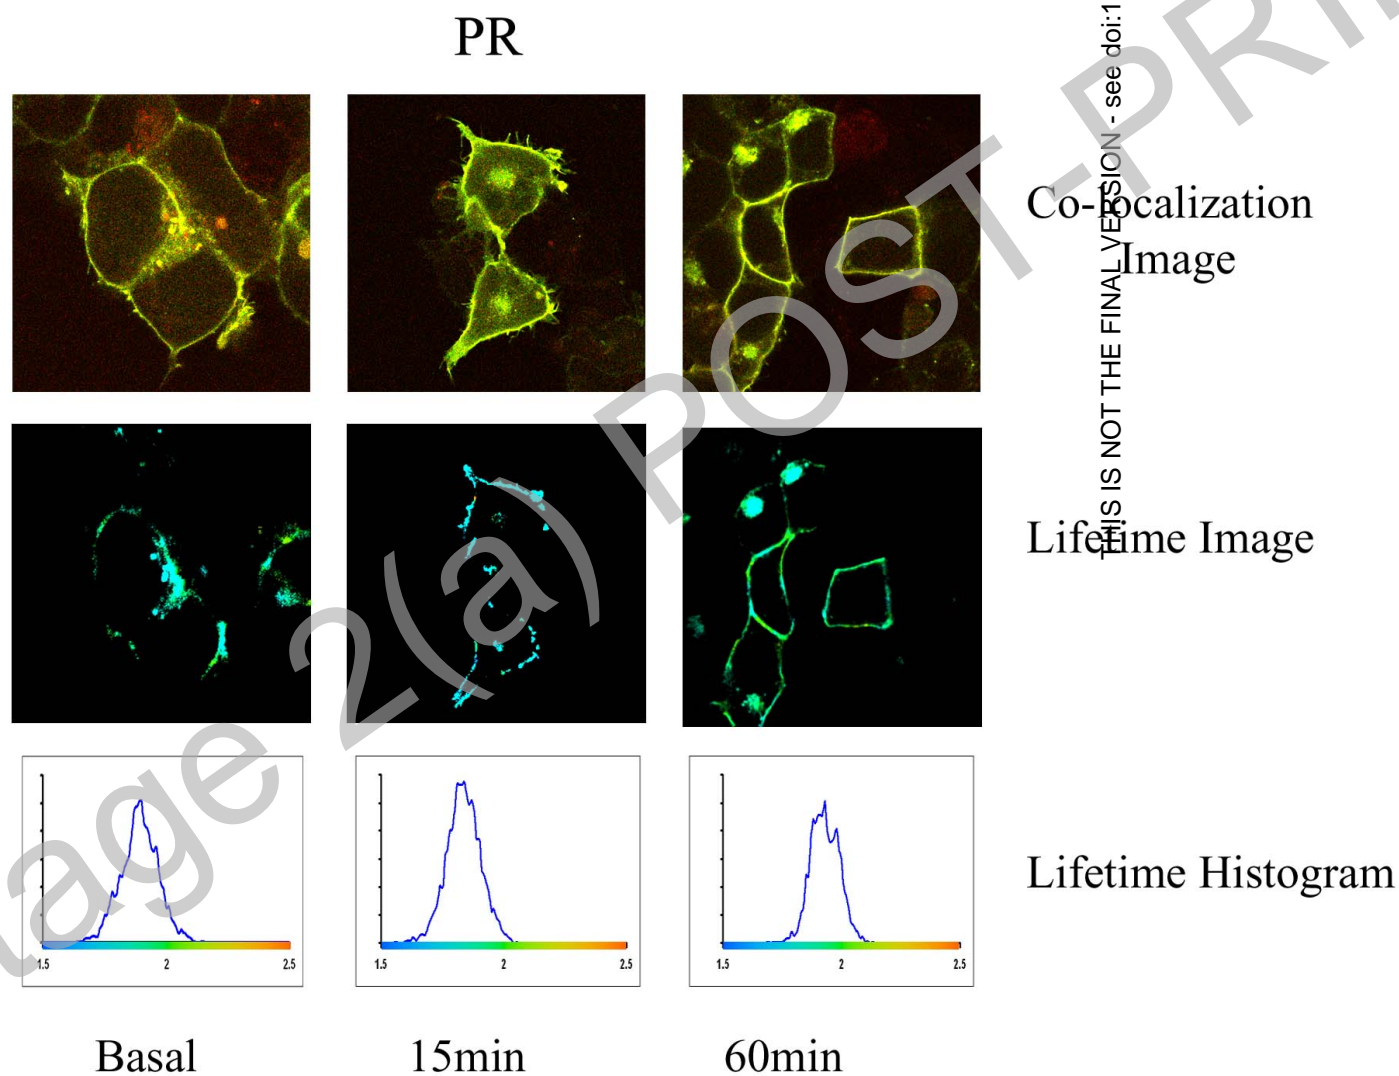 PR
Co-localization
Image
Lifetime Image
Lifetime Histogram
1.5 2 2.5
1.5 2 2.5
1.5 2 2.5
Basal 15min 60min
THIS IS NOT THE FINAL VERSION - see doi:1
age 2(a) POST-PRI